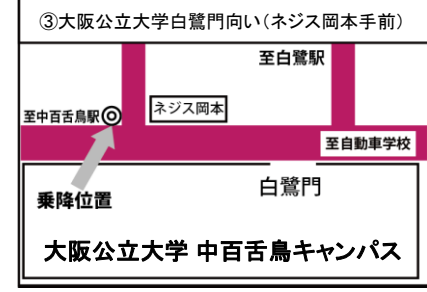 ③大阪公立大学白鷺門向い(ネジス岡本手前)
至白鷺駅
至中百舌鳥駅
ネジス岡本
至自動車学校
白鷺門
乗降位置
大阪公立大学 中百舌鳥キャンパス